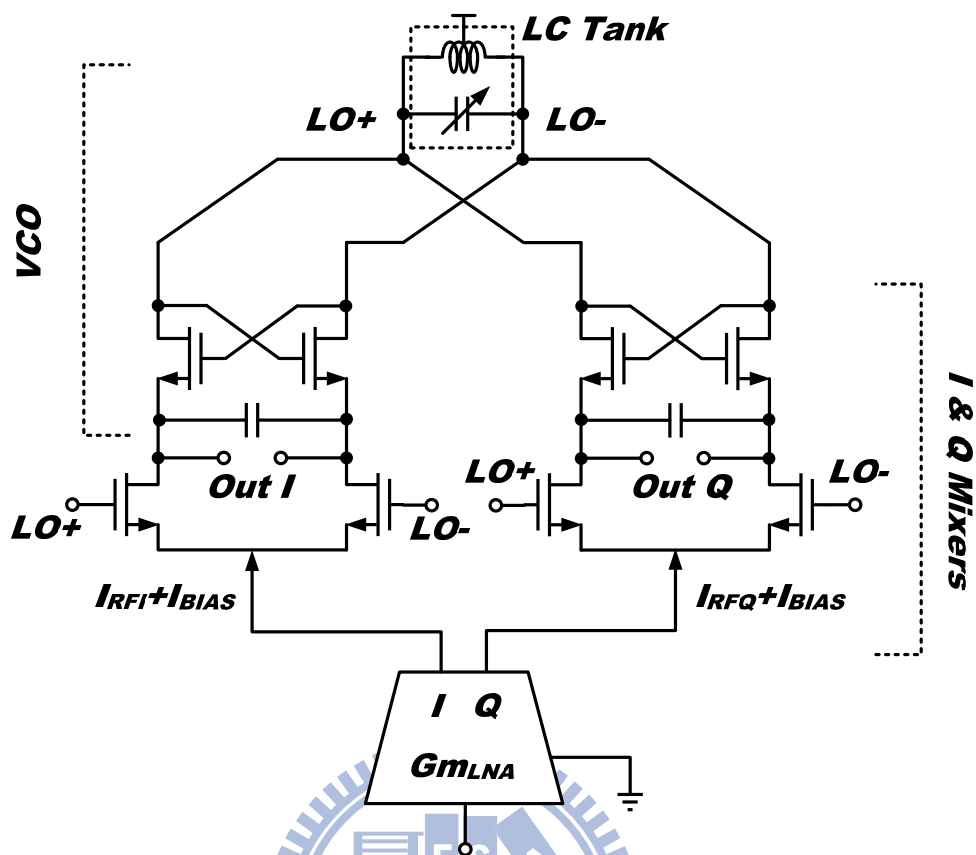 LC Tank
LO+ LO-
VCO
Out I
Out Q
LO+ LO-
LO+ LO-
I & Q Mixers
IRFI+IBIAS
IRFQ+IBIAS
I Q
GmLNA